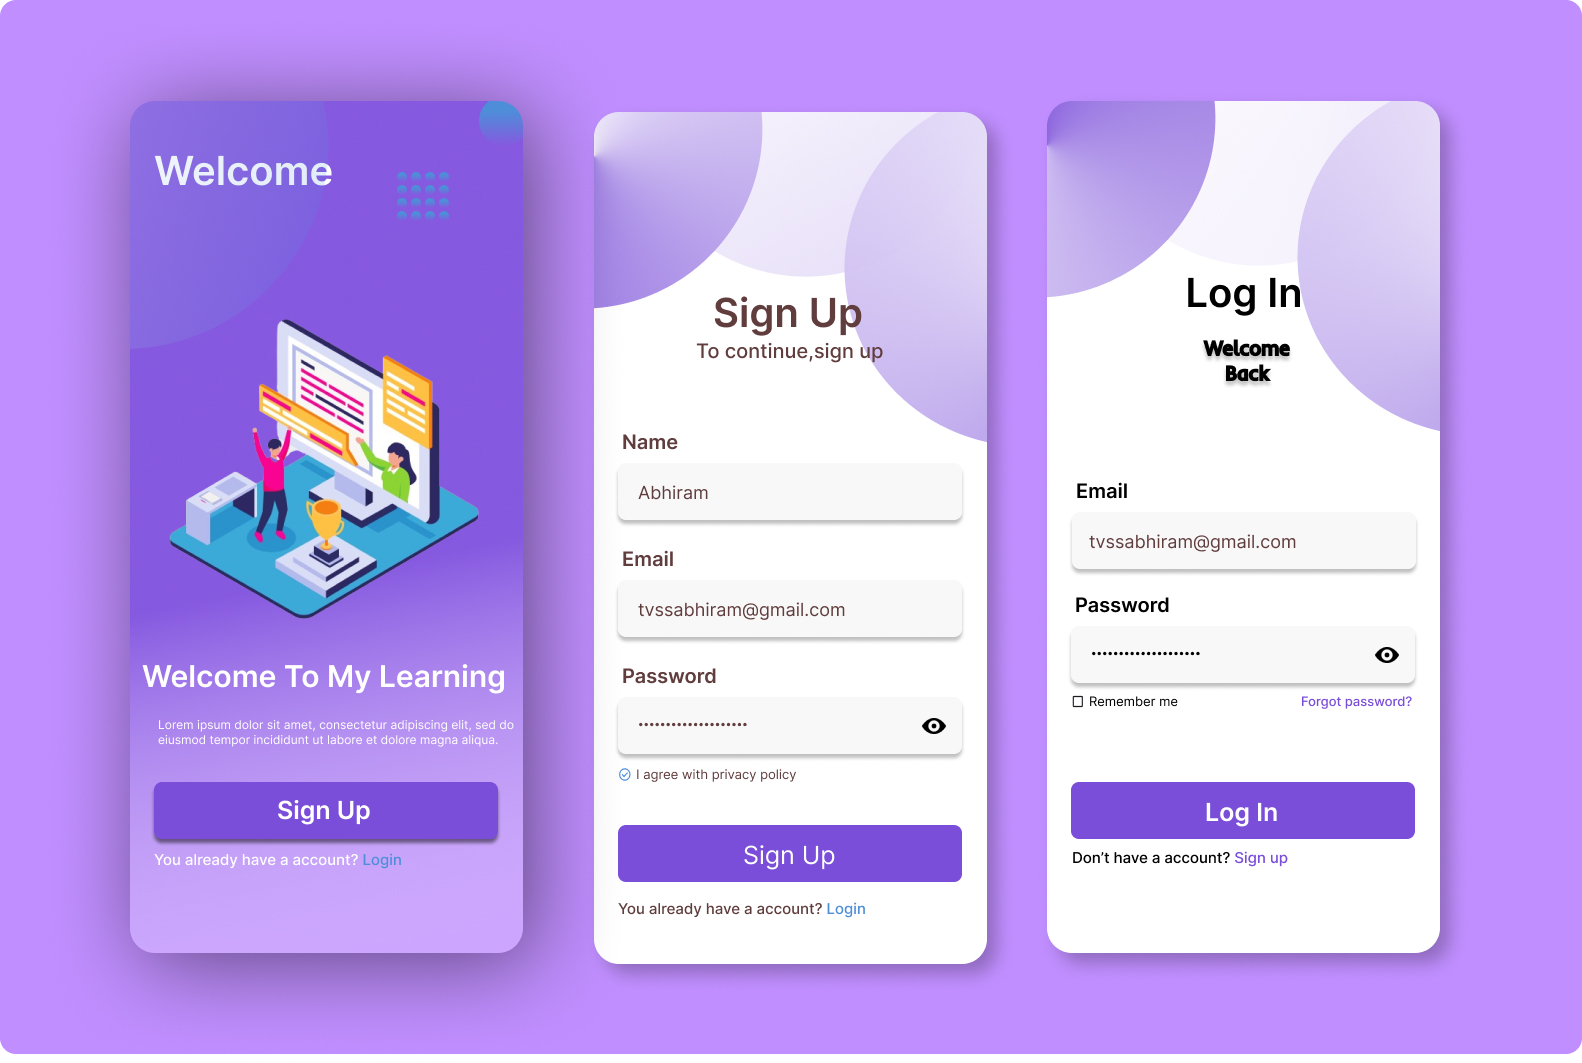 Welcome
Welcome To My Learning
Lorem ipsum dolor sit amet, consectetur adipiscing elit, sed do
eiusmod tempor incididunt ut labore et dolore magna aliqua.
Sign Up
You already have a account? Login
Sign Up
To continue,sign up
Name
Abhiram
Email
tvssabhiram@gmail.com
Password
••••••••••••••••••••
I agree with privacy policy
Sign Up
You already have a account? Login
Log In
Welcome
Back
Email
tvssabhiram@gmail.com
Password
••••••••••••••••••••
Remember me Forgot password?
Log In
Don’t have a account? Sign up